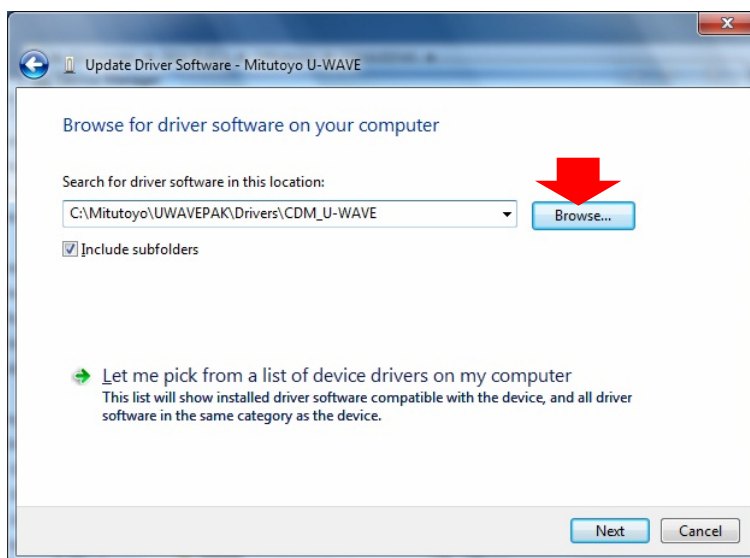 Update Driver Software - Mitutoyo U-WAVE
Browse for driver software on your computer
Search for driver software in this location:
C:\Mitutoyo\UWAVEPAK\Drivers\CDM_U-WAVE
Browse...
Include subfolders
Let me pick from a list of device drivers on my computer
This list will show installed driver software compatible with the device, and all driver
software in the same category as the device.
Next
Cancel